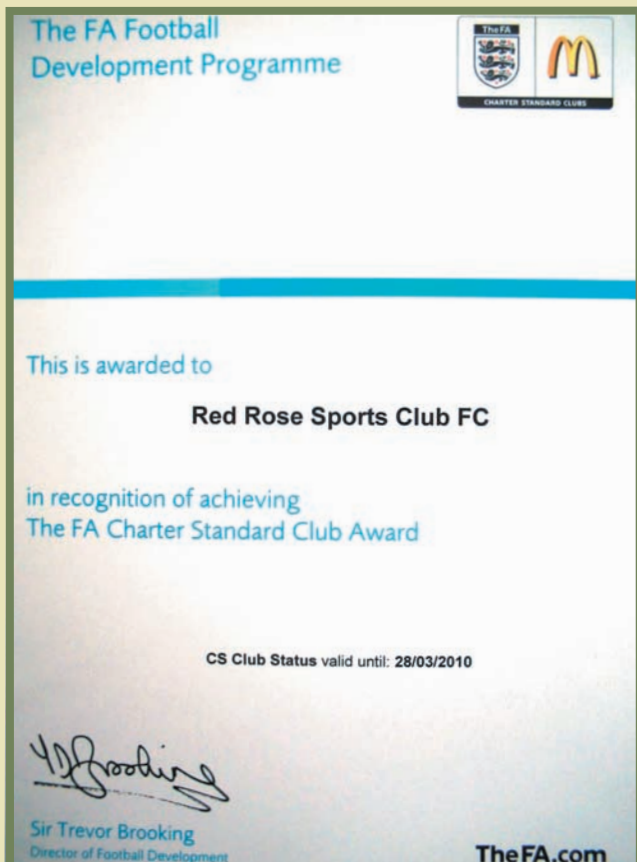 The FA Football
Development Programme
TheFA
CHARTER STANDARD CLUBS
This is awarded to
Red Rose Sports Club FC
in recognition of achieving
The FA Charter Standard Club Award
CS Club Status valid until: 28/03/2010
Sir Trevor Brooking
Director of Football Development
TheFA.com